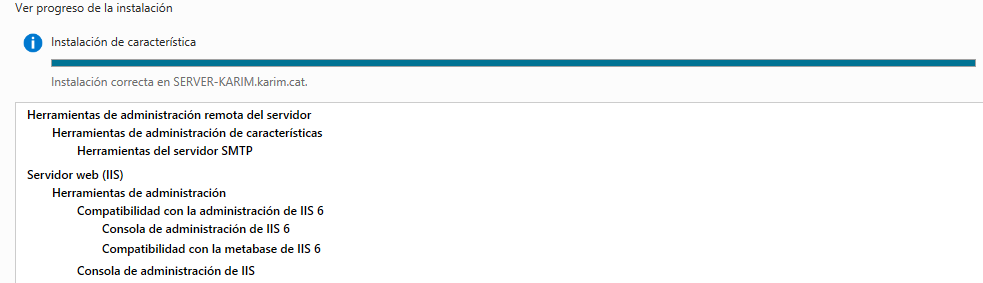 Ver progreso de la instalación
Instalación de característica
Instalación correcta en SERVER-KARIM.karim.cat.
Herramientas de administración remota del servidor
Herramientas de administración de características
Herramientas del servidor SMTP
Servidor web (IIS)
Herramientas de administración
Compatibilidad con la administración de IIS 6
Consola de administración de IIS 6
Compatibilidad con la metabase de IIS 6
Consola de administración de IIS